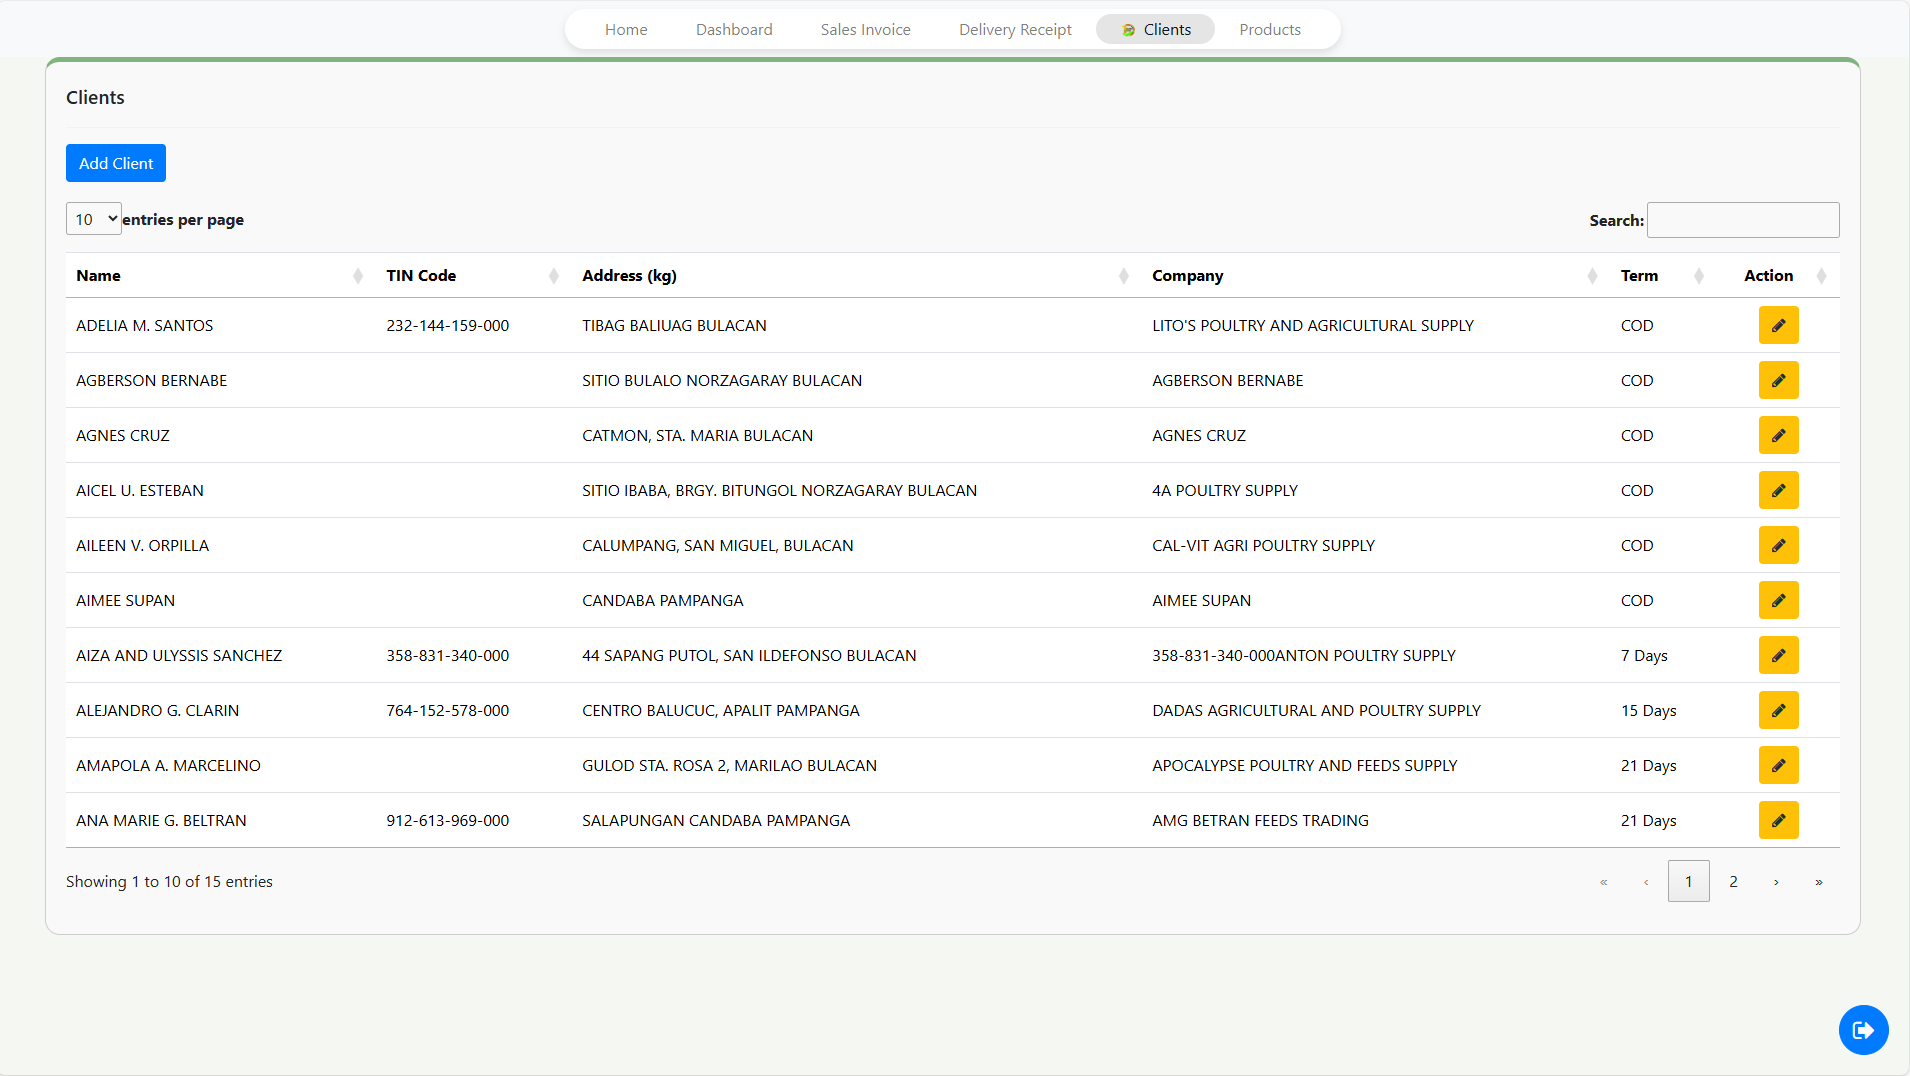 Home Dashboard Sales Invoice Delivery Receipt Clients Products
Clients
Add Client
10 entries per page Search:
Name TIN Code Address (kg) Company Term Action
ADELIA M. SANTOS 232-144-159-000 TIBAG BALIUAG BULACAN LITO'S POULTRY AND AGRICULTURAL SUPPLY COD
AGBERSON BERNABE SITIO BULALO NORZAGARAY BULACAN AGBERSON BERNABE COD
AGNES CRUZ CATMON, STA. MARIA BULACAN AGNES CRUZ COD
AICEL U. ESTEBAN SITIO IBABA, BRGY. BITUNGOL NORZAGARAY BULACAN 4A POULTRY SUPPLY COD
AILEEN V. ORPILLA CALUMPANG, SAN MIGUEL, BULACAN CAL-VIT AGRI POULTRY SUPPLY COD
AIMEE SUPAN CANDABA PAMPANGA AIMEE SUPAN COD
AIZA AND ULYSSIS SANCHEZ 358-831-340-000 44 SAPANG PUTOL, SAN ILDEFONSO BULACAN 358-831-340-000ANTON POULTRY SUPPLY 7 Days
ALEJANDRO G. CLARIN 764-152-578-000 CENTRO BALUCUC, APALIT PAMPANGA DADAS AGRICULTURAL AND POULTRY SUPPLY 15 Days
AMAPOLA A. MARCELINO GULOD STA. ROSA 2, MARILAO BULACAN APOCALYPSE POULTRY AND FEEDS SUPPLY 21 Days
ANA MARIE G. BELTRAN 912-613-969-000 SALAPUNGAN CANDABA PAMPANGA AMG BETRAN FEEDS TRADING 21 Days
Showing 1 to 10 of 15 entries « ‹ 1 2 › »